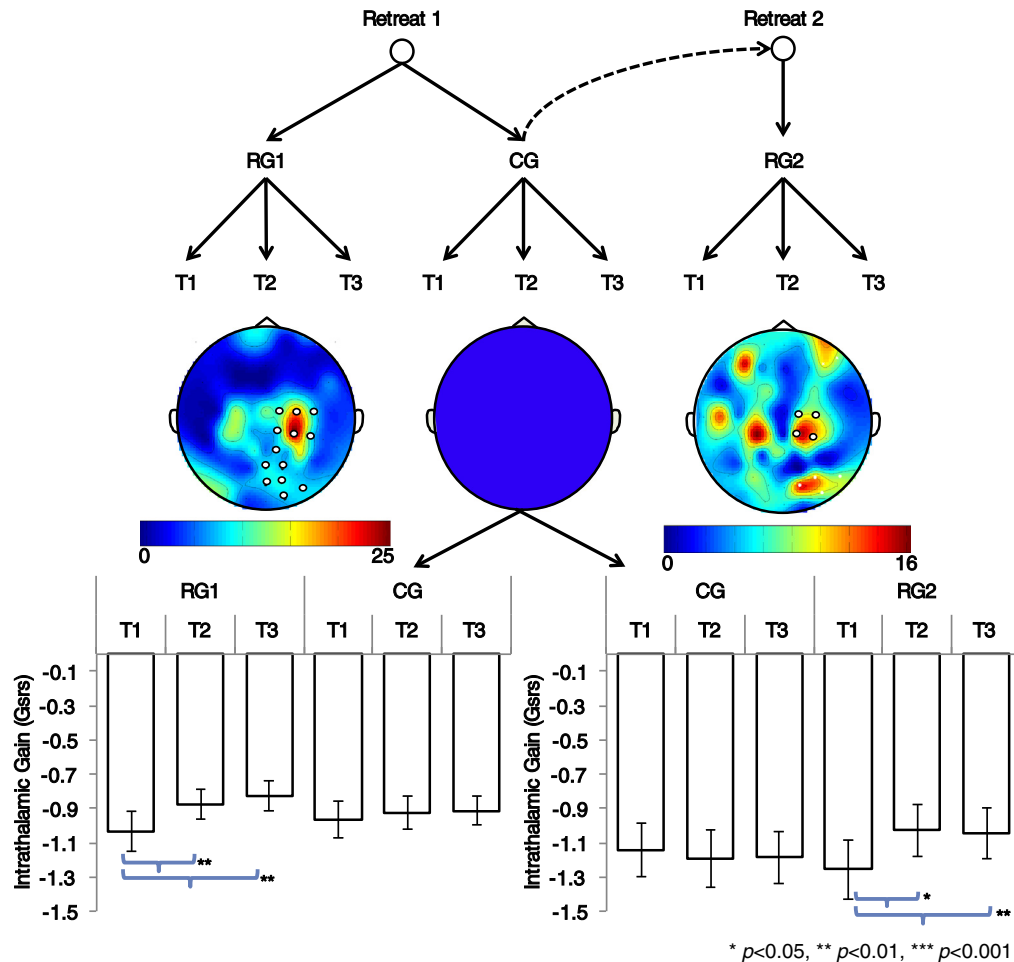 Retreat 1 Retreat 2
RG1 CG RG2
T1 T2 T3 T1 T2 T3 T1 T2 T3
0 25 0 16
RG1 CG
T1 T2 T3 T1 T2 T3
Intrathalamic Gain (Gsrs)
-0.1
-0.3
-0.5
-0.7
-0.9
-1.1
-1.3
-1.5
**
**
CG RG2
T1 T2 T3 T1 T2 T3
Intrathalamic Gain (Gsrs)
-0.1
-0.3
-0.5
-0.7
-0.9
-1.1
-1.3
-1.5
*
**
* p<0.05, ** p<0.01, *** p<0.001